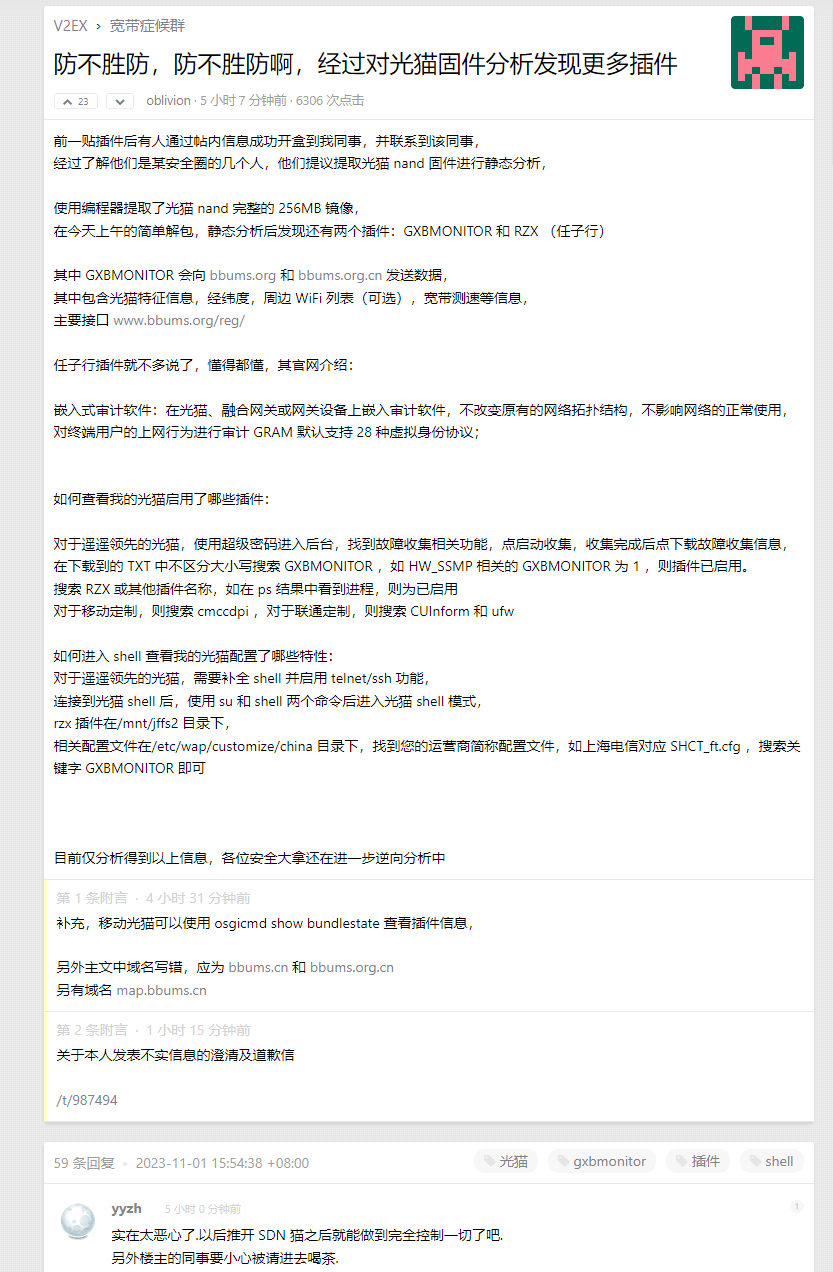 V2EX › 宽带症候群
防不胜防，防不胜防啊，经过对光猫固件分析发现更多插件
23
oblivion · 5 小时 7 分钟前 · 6306 次点击
前一贴插件后有人通过帖内信息成功开盒到我同事，并联系到该同事，
经过了解他们是某安全圈的几个人，他们提议提取光猫 nand 固件进行静态分析，
使用编程器提取了光猫 nand 完整的 256MB 镜像，
在今天上午的简单解包，静态分析后发现还有两个插件：GXBMONITOR 和 RZX （任子行）
其中 GXBMONITOR 会向 bbums.org 和 bbums.org.cn 发送数据，
其中包含光猫特征信息，经纬度，周边 WiFi 列表（可选），宽带测速等信息，
主要接口 www.bbums.org/reg/
任子行插件就不多说了，懂得都懂，其官网介绍：
嵌入式审计软件：在光猫、融合网关或网关设备上嵌入审计软件，不改变原有的网络拓扑结构，不影响网络的正常使用，
对终端用户的上网行为进行审计 GRAM 默认支持 28 种虚拟身份协议；
如何查看我的光猫启用了哪些插件：
对于遥遥领先的光猫，使用超级密码进入后台，找到故障收集相关功能，点启动收集，收集完成后点下载故障收集信息，
在下载到的 TXT 中不区分大小写搜索 GXBMONITOR ，如 HW_SSMP 相关的 GXBMONITOR 为 1 ，则插件已启用。
搜索 RZX 或其他插件名称，如在 ps 结果中看到进程，则为已启用
对于移动定制，则搜索 cmccdpi ，对于联通定制，则搜索 CUInform 和 ufw
如何进入 shell 查看我的光猫配置了哪些特性：
对于遥遥领先的光猫，需要补全 shell 并启用 telnet/ssh 功能，
连接到光猫 shell 后，使用 su 和 shell 两个命令后进入光猫 shell 模式，
rzx 插件在/mnt/jffs2 目录下，
相关配置文件在/etc/wap/customize/china 目录下，找到您的运营商简称配置文件，如上海电信对应 SHCT_ft.cfg ，搜索关
键字 GXBMONITOR 即可
目前仅分析得到以上信息，各位安全大拿还在进一步逆向分析中
第 1 条附言 · 4 小时 31 分钟前
补充，移动光猫可以使用 osgicmd show bundlestate 查看插件信息，
另外主文中域名写错，应为 bbums.cn 和 bbums.org.cn
另有域名 map.bbums.cn
第 2 条附言 · 1 小时 15 分钟前
关于本人发表不实信息的澄清及道歉信
/t/987494
59 条回复 • 2023-11-01 15:54:38 +08:00
光猫 gxbmonitor 插件 shell
yyzh 5 小时 0 分钟前
1
实在太恶心了.以后推开 SDN 猫之后就能做到完全控制一切了吧.
另外楼主的同事要小心被请进去喝茶.